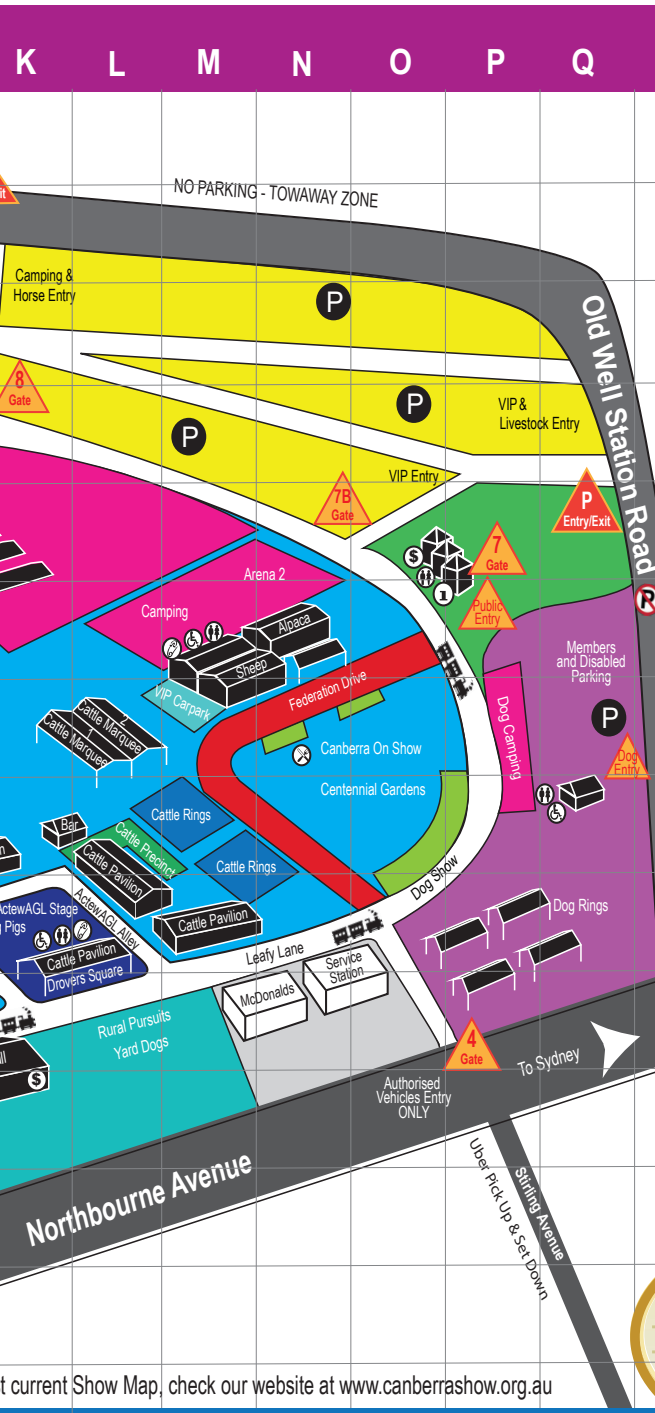 K L M N O P Q
NO PARKING - TOWAWAY ZONE
Camping &
Horse Entry
P
Old Well Station Road
8
Gate
P
P
VIP &
Livestock Entry
VIP Entry
7B
Gate
P
Entry/Exit
$
7
Gate
i
Public
Entry
P
Arena 2
Camping
Alpaca
Sheep
VIP Carpark
Federation Drive
Members
and Disabled
Parking
P
Dog
Entry
Dog Camping
Cattle Marquee
2
Cattle Marquee
1
Canberra On Show
Centennial Gardens
Cattle Rings
Cattle Rings
Bar
Cattle Precinct
Cattle Pavilion
Dog Show
Cattle Pavilion
Dog Rings
ActewAGL Stage
Pigs
ActewAGL Alley
Cattle Pavilion
Drovers Square
Leafy Lane
McDonalds
Service
Station
Rural Pursuits
Yard Dogs
$
4
Gate
To Sydney
Authorised
Vehicles Entry
ONLY
Northbourne Avenue
Stirling Avenue
Uber Pick Up & Set Down
t current Show Map, check our website at www.canberrashow.org.au